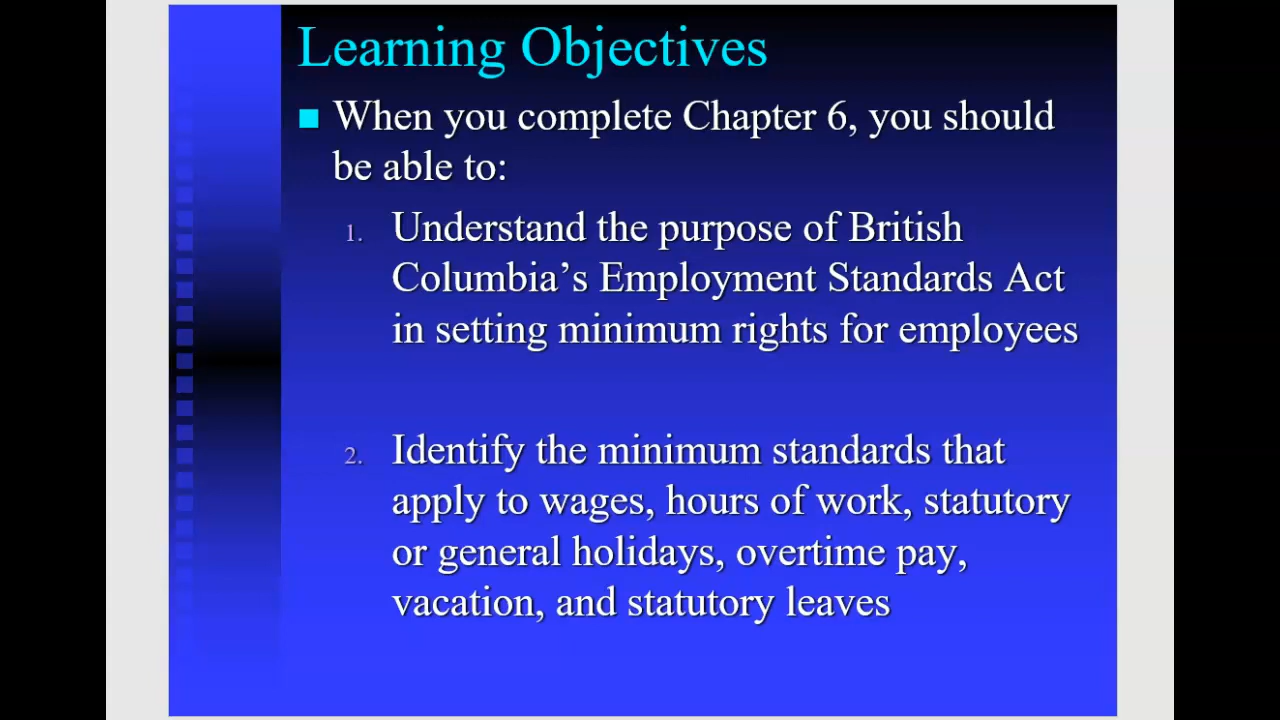 Learning Objectives
When you complete Chapter 6, you should
be able to:
1. Understand the purpose of British
Columbia’s Employment Standards Act
in setting minimum rights for employees
2. Identify the minimum standards that
apply to wages, hours of work, statutory
or general holidays, overtime pay,
vacation, and statutory leaves